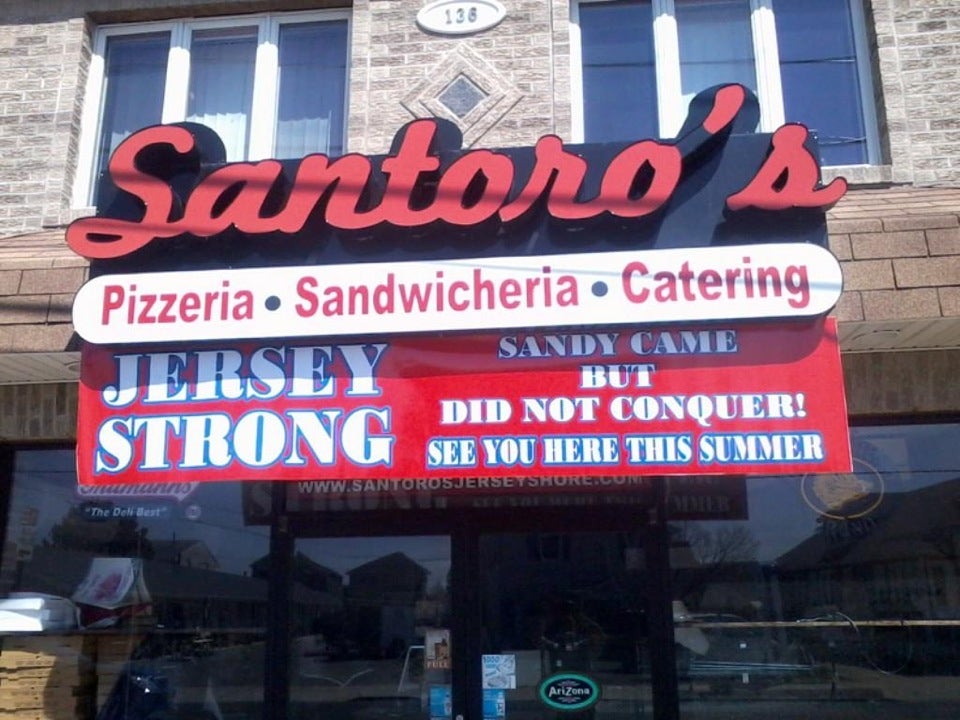 136
Santoro's
Pizzeria • Sandwicheria • Catering
JERSEY
STRONG
SANDY CAME
BUT
DID NOT CONQUER!
SEE YOU HERE THIS SUMMER
WWW.SANTOROSJERSEYSHORE.COM
"The Deli Best"
PULL
AriZona